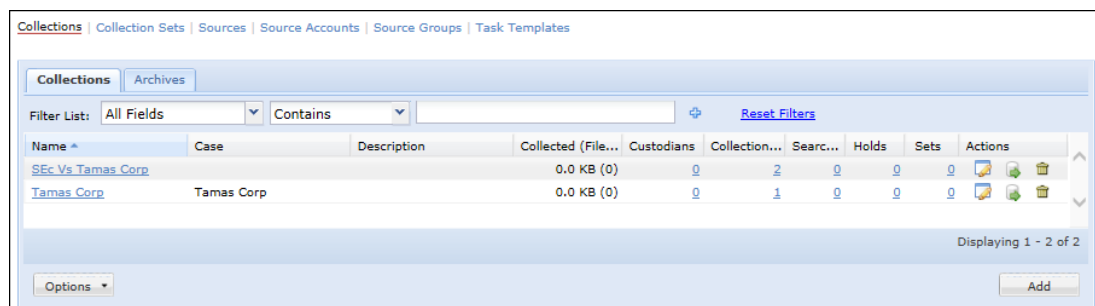 Collections | Collection Sets | Sources | Source Accounts | Source Groups | Task Templates
Collections Archives
Filter List: All Fields Contains Reset Filters
Name Case Description Collected (File... Custodians Collection... Searc... Holds Sets Actions
SEc Vs Tamas Corp 0.0 KB (0) 0 2 0 0 0
Tamas Corp Tamas Corp 0.0 KB (0) 0 1 0 0 0
Displaying 1 - 2 of 2
Options Add